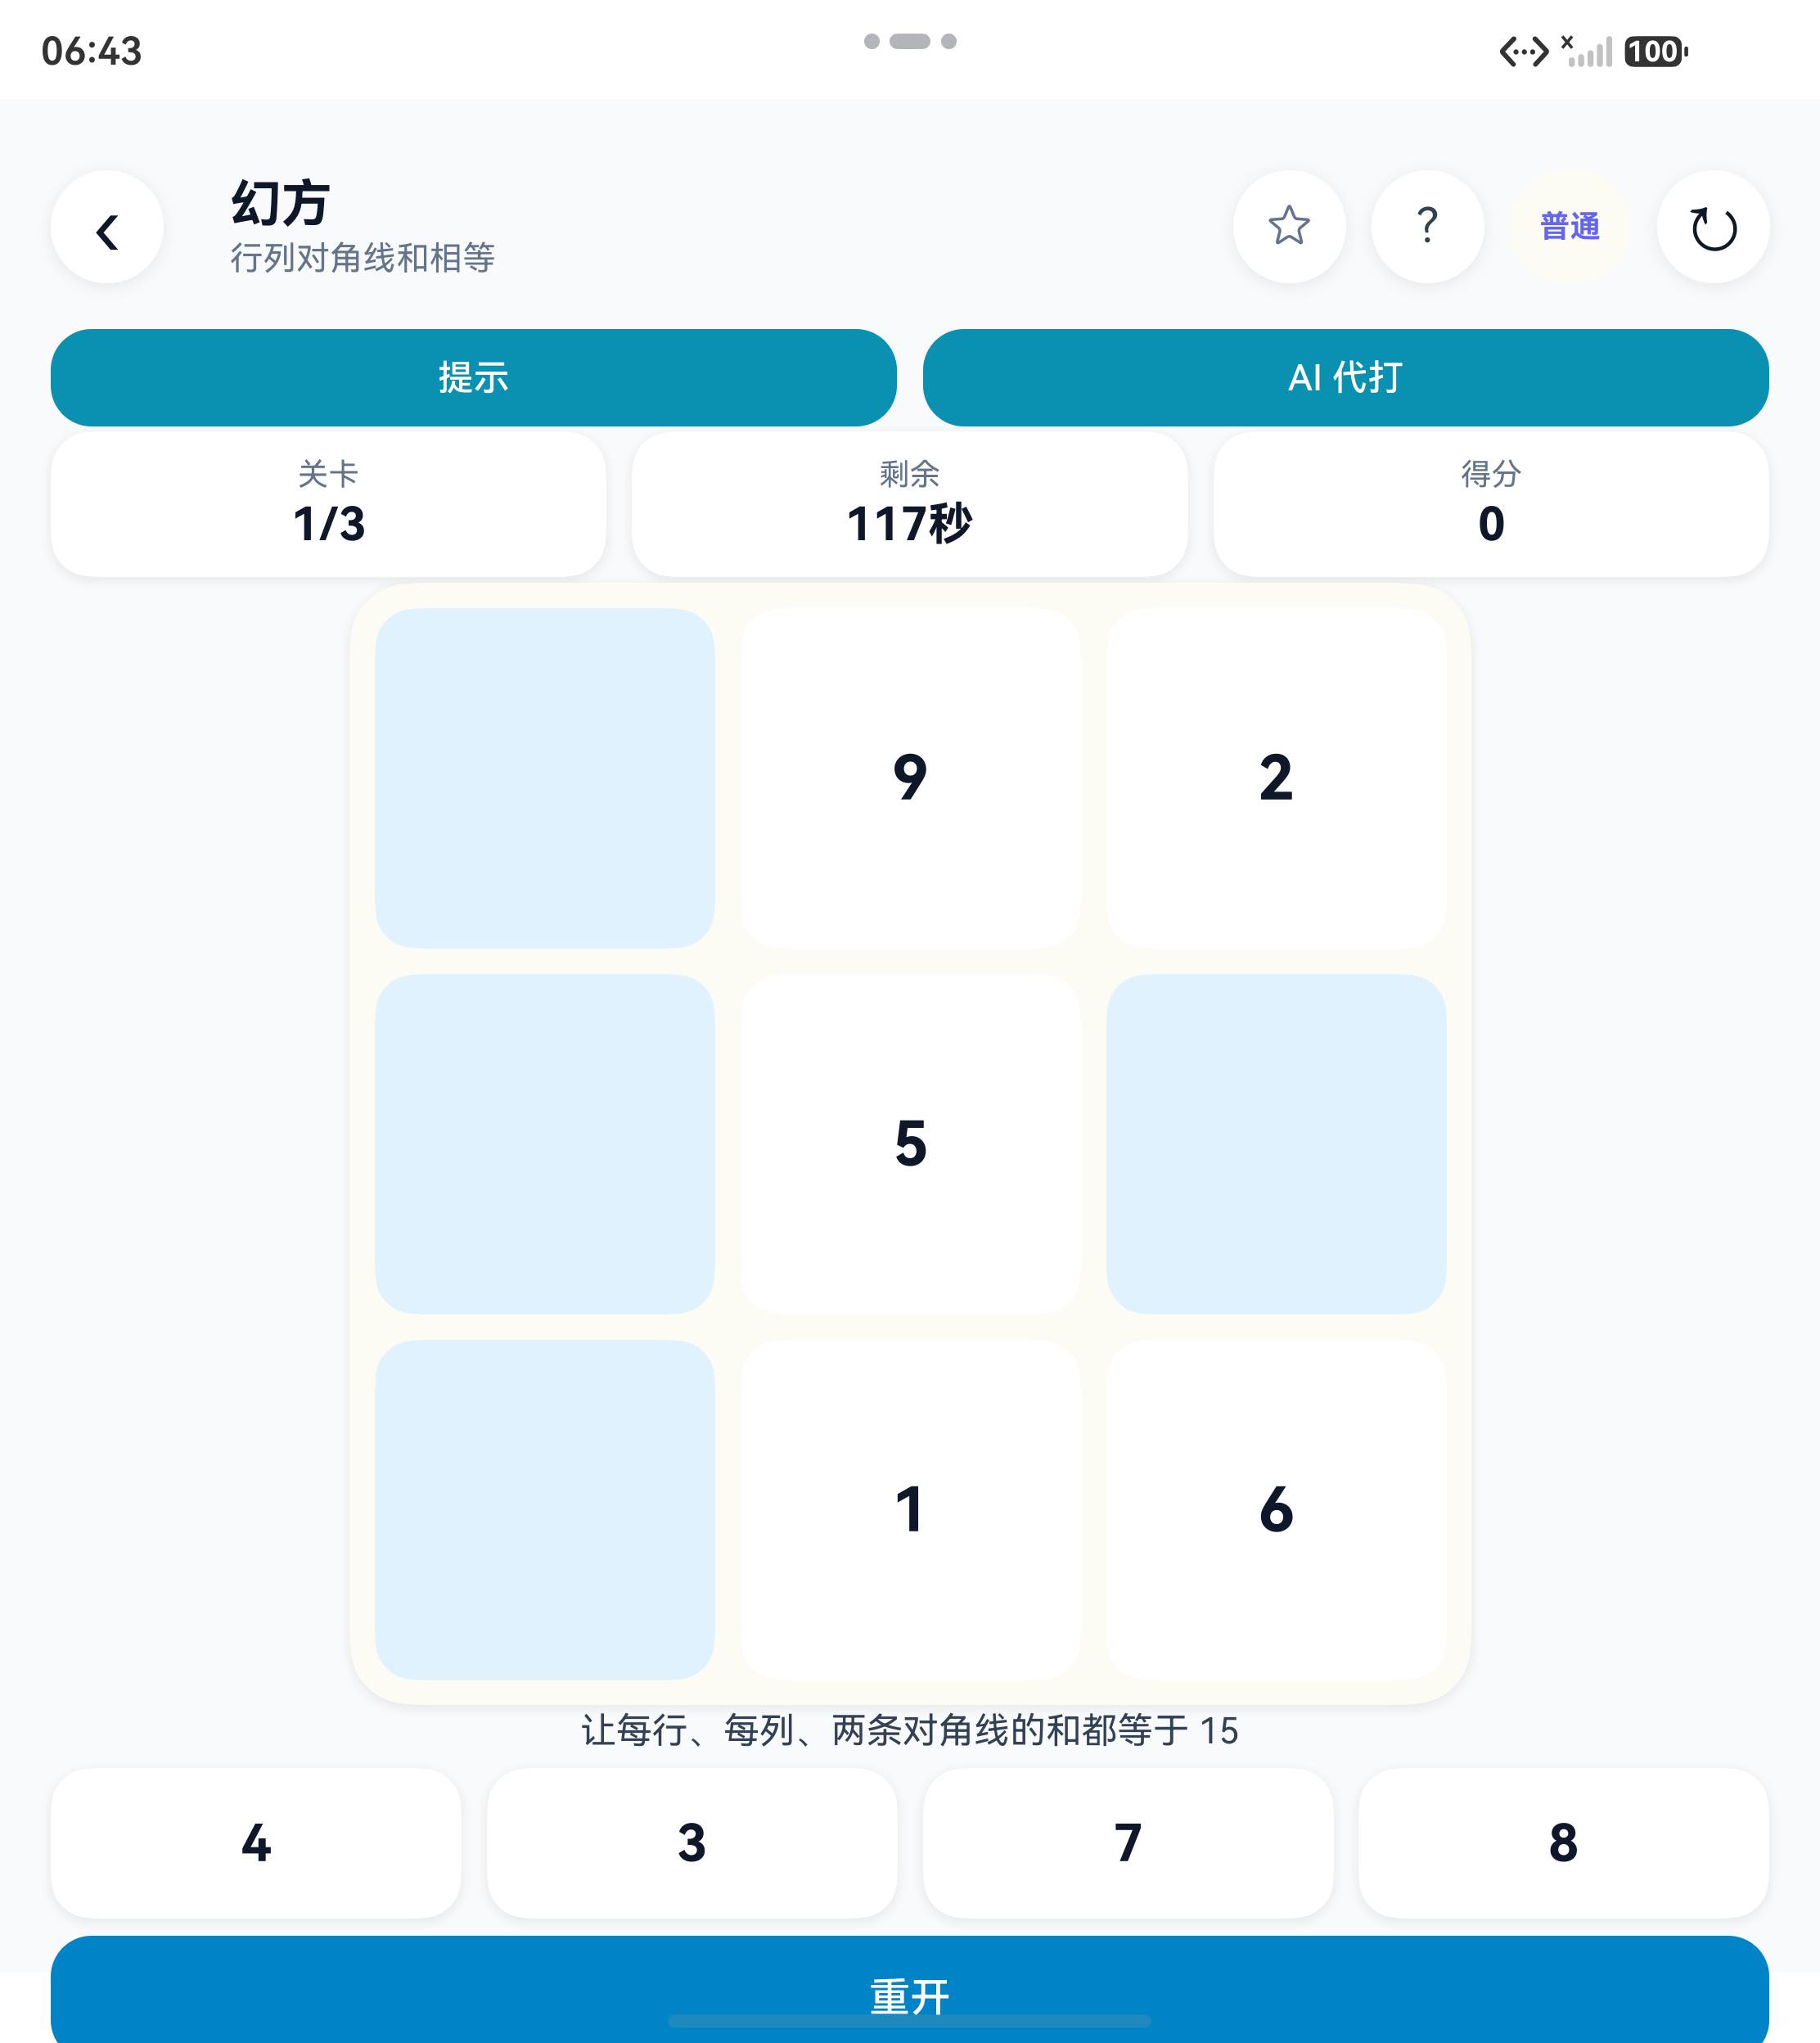 06:43
100
幻方
行列对角线和相等
?
普通
提示
AI 代打
关卡
剩余
得分
1/3
117秒
0
9
2
5
1
6
让每行、每列、两条对角线的和都等于 15
4
3
7
8
重开